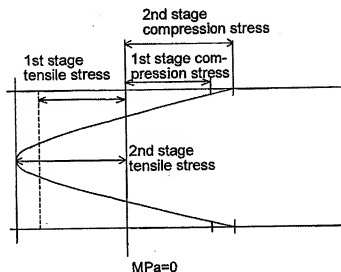 2nd stage
compression stress
1st stage
tensile stress
1st stage com-
pression stress
2nd stage
tensile stress
MPa=0